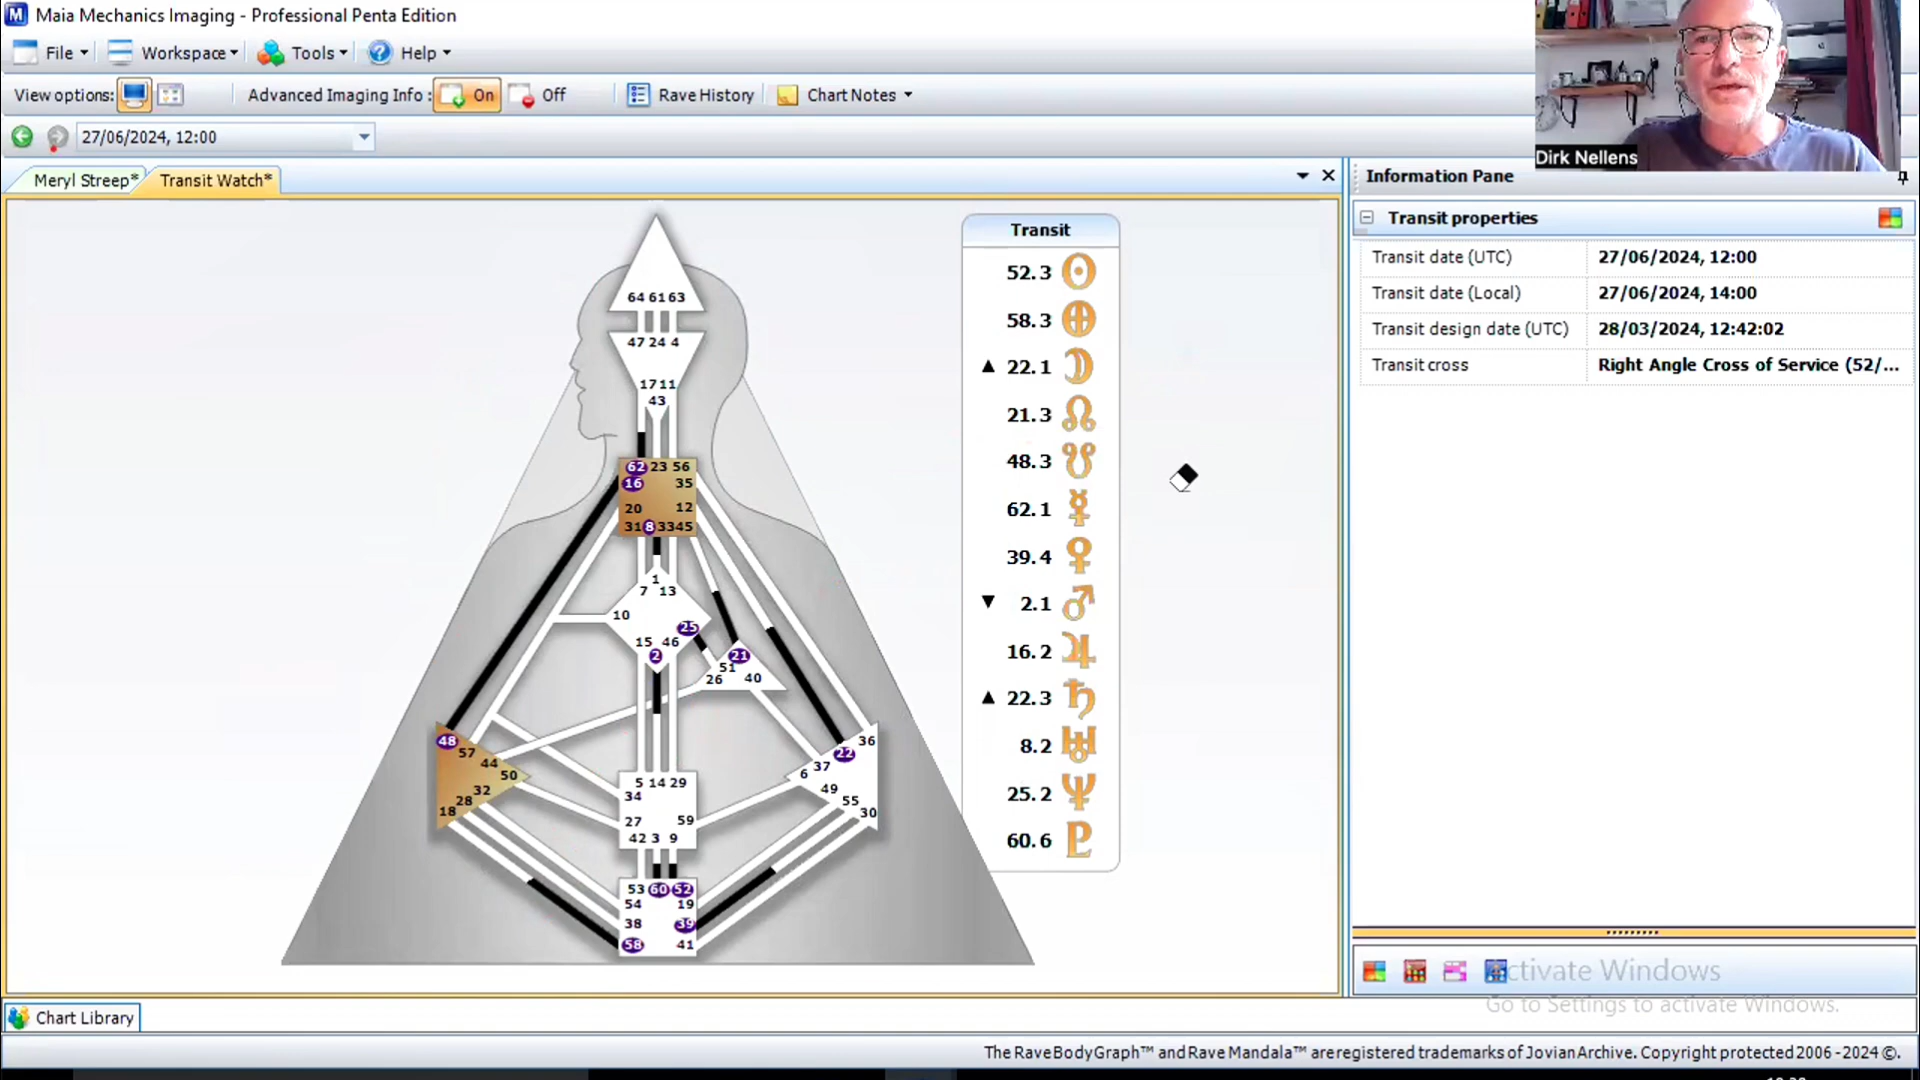 Maia Mechanics Imaging - Professional Penta Edition
File Workspace Tools Help
View options: Advanced Imaging Info : On Off Rave History Chart Notes
27/06/2024, 12:00
Dirk Nellens
Meryl Streep* Transit Watch*
Information Pane
Transit properties
Transit date (UTC) 27/06/2024, 12:00
Transit date (Local) 27/06/2024, 14:00
Transit design date (UTC) 28/03/2024, 12:42:02
Transit cross Right Angle Cross of Service (52/...
64 61 63
47 24 4
17 11
43
62 23 56
16 35
20 12
31 8 33 45
1
7 13
10
25
15 46
2
21
51
26 40
48
57
44
50
32
28
18
36
22
37
6
49
55
30
5 14 29
34
27 59
42 3 9
53 60 52
54 19
38 39
58 41
Transit
52.3
58.3
22.1
21.3
48.3
62.1
39.4
2.1
16.2
22.3
8.2
25.2
60.6
Activate Windows
Go to Settings to activate Windows.
Chart Library
The Rave BodyGraph™ and Rave Mandala™ are registered trademarks of Jovian Archive. Copyright protected 2006 - 2024 ©.